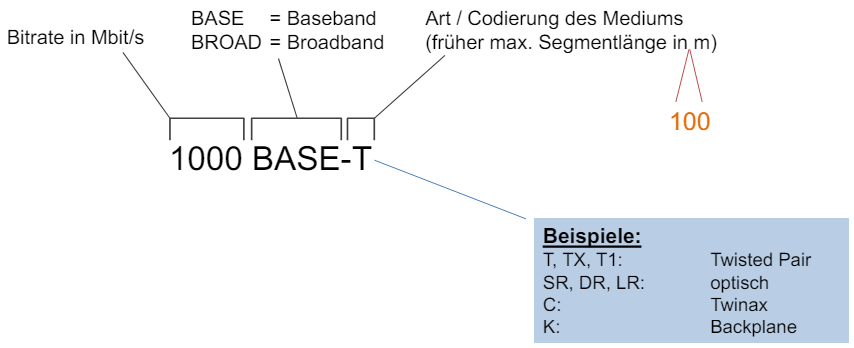 Bitrate in Mbit/s
BASE = Baseband
BROAD = Broadband
Art / Codierung des Mediums
(früher max. Segmentlänge in m)
100
1000 BASE-T
Beispiele:
T, TX, T1: Twisted Pair
SR, DR, LR: optisch
C: Twinax
K: Backplane